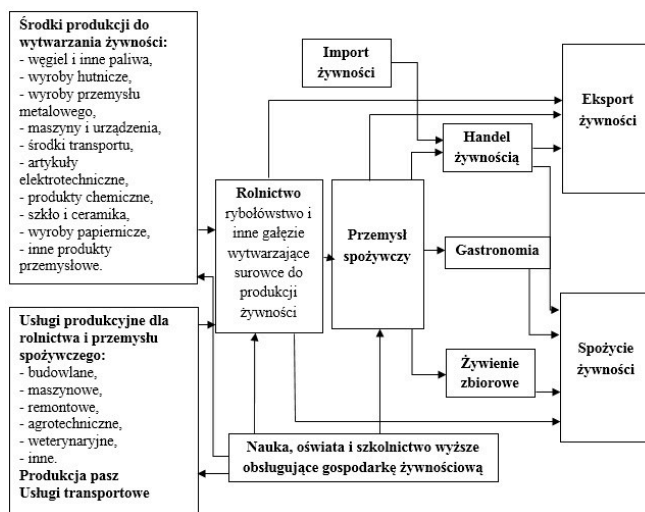 Środki produkcji do
wytwarzania żywności:
- węgiel i inne paliwa,
- wyroby hutnicze,
- wyroby przemysłu
metalowego,
- maszyny i urządzenia,
- środki transportu,
- artykuły
elektrotechniczne,
- produkty chemiczne,
- szkło i ceramika,
- wyroby papiernicze,
- inne produkty
przemysłowe.
Usługi produkcyjne dla
rolnictwa i przemysłu
spożywczego:
- budowlane,
- maszynowe,
- remontowe,
- agrotechniczne,
- weterynaryjne,
- inne.
Produkcja pasz
Usługi transportowe
Rolnictwo
rybołówstwo i
inne gałęzie
wytwarzające
surowce do
produkcji
żywności
Przemysł
spożywczy
Import
żywności
Handel
żywnością
Gastronomia
Żywienie
zbiorowe
Eksport
żywności
Spożycie
żywności
Nauka, oświata i szkolnictwo wyższe
obsługujące gospodarkę żywnościową